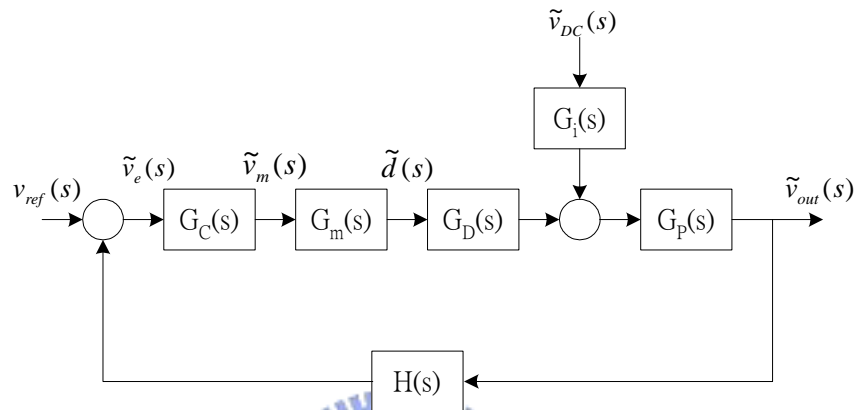 ṽ_DC(s)
G_i(s)
v_ref(s)
ṽ_e(s)
ṽ_m(s)
d̃(s)
ṽ_out(s)
G_C(s)
G_m(s)
G_D(s)
G_P(s)
H(s)